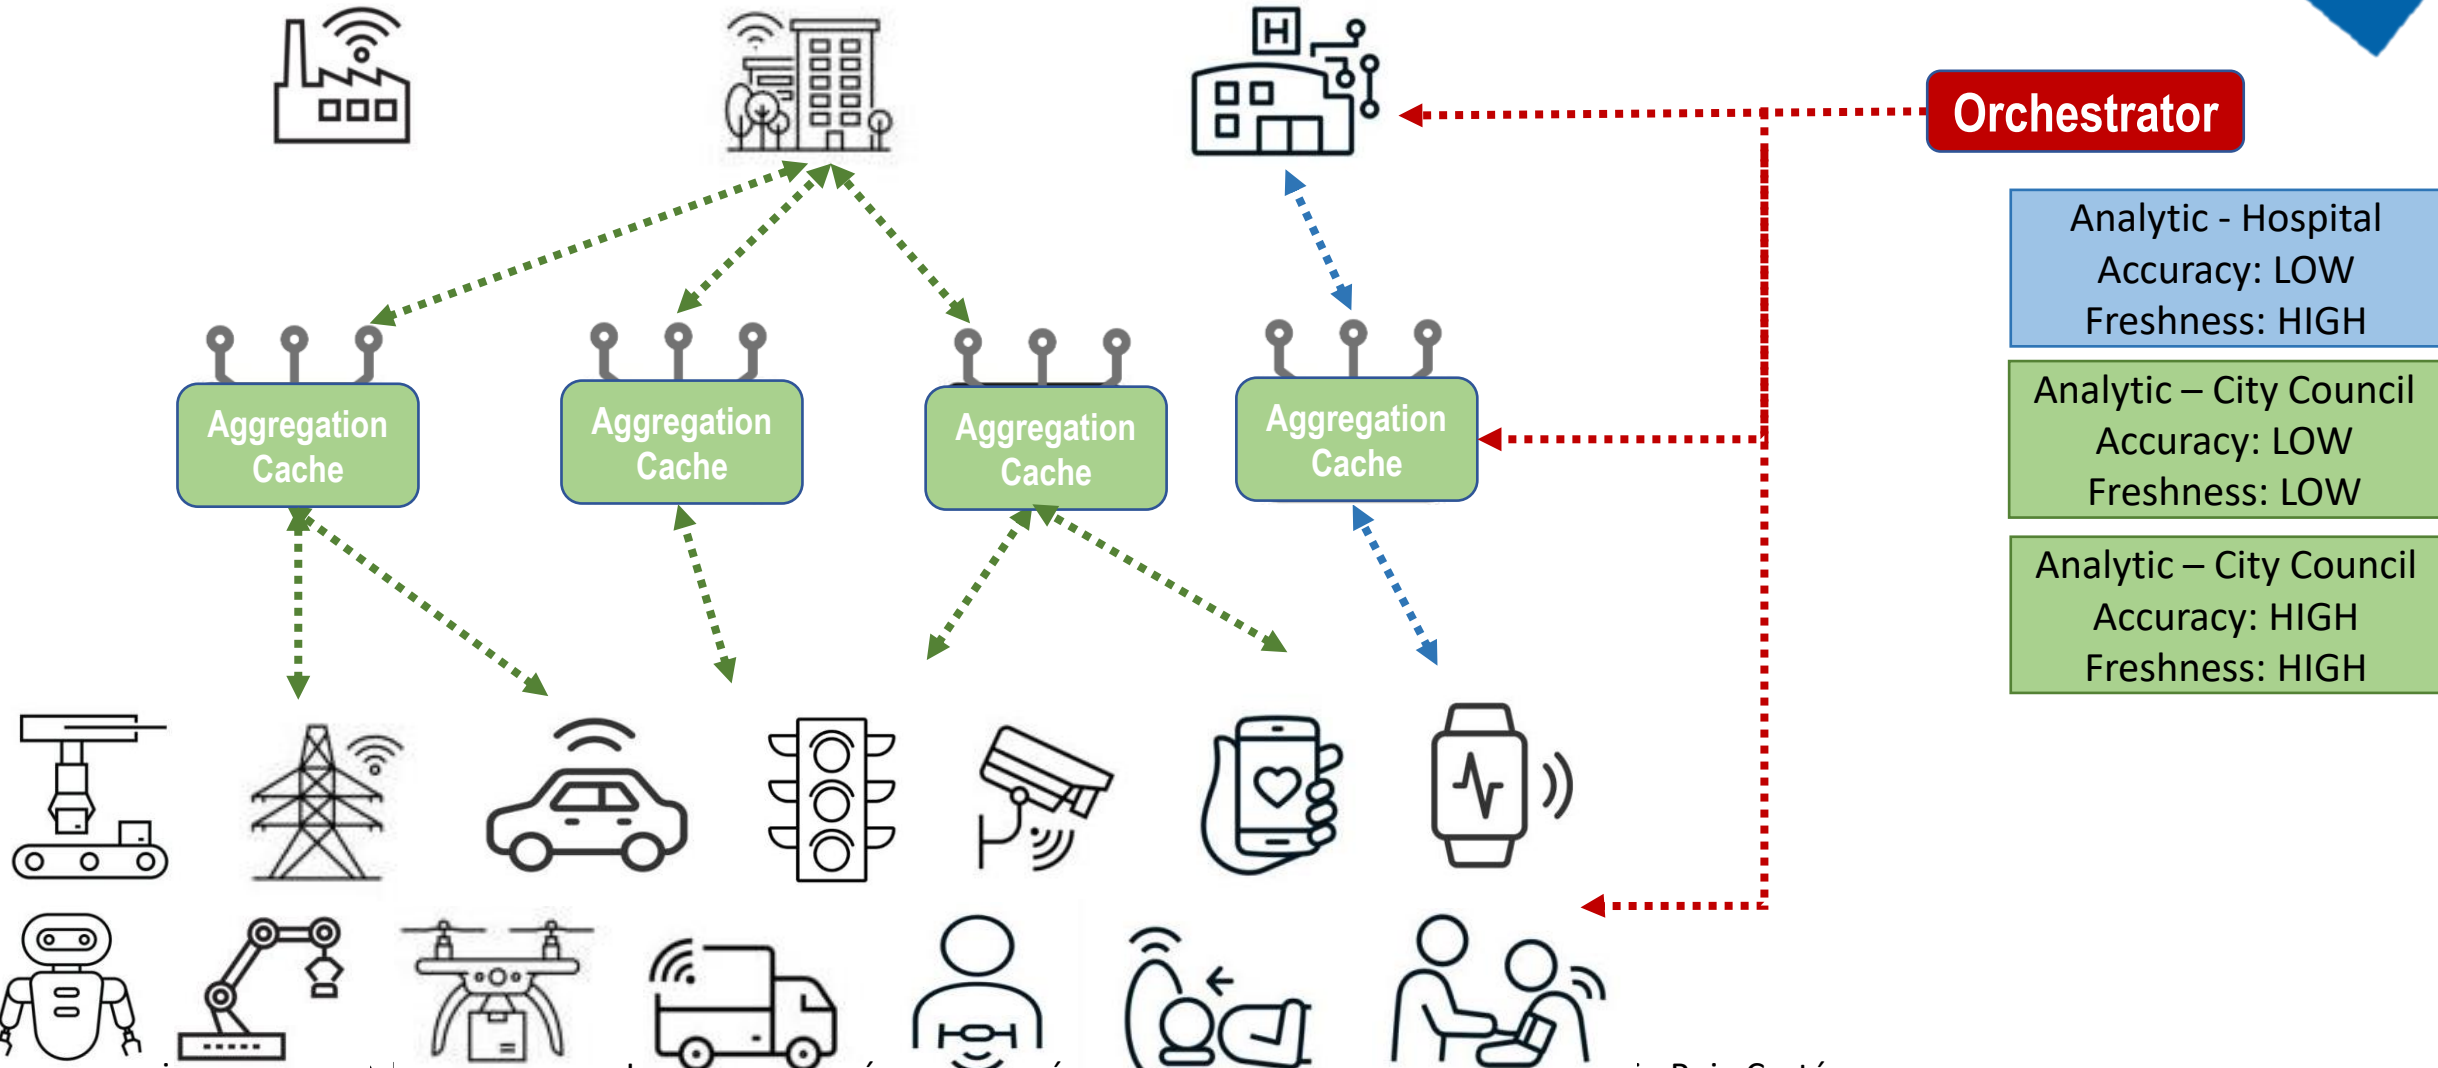 H
Orchestrator
Analytic - Hospital
Accuracy: LOW
Freshness: HIGH
Analytic – City Council
Accuracy: LOW
Freshness: LOW
Analytic – City Council
Accuracy: HIGH
Freshness: HIGH
Aggregation
Cache
Aggregation
Cache
Aggregation
Cache
Aggregation
Cache